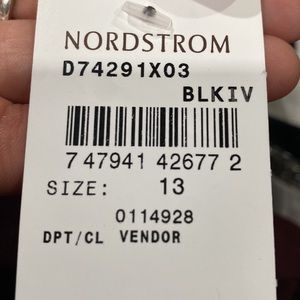 NORDSTROM
D74291X03
BLKIV
7 47941 42677 2
SIZE: 13
0114928
DPT/CL VENDOR